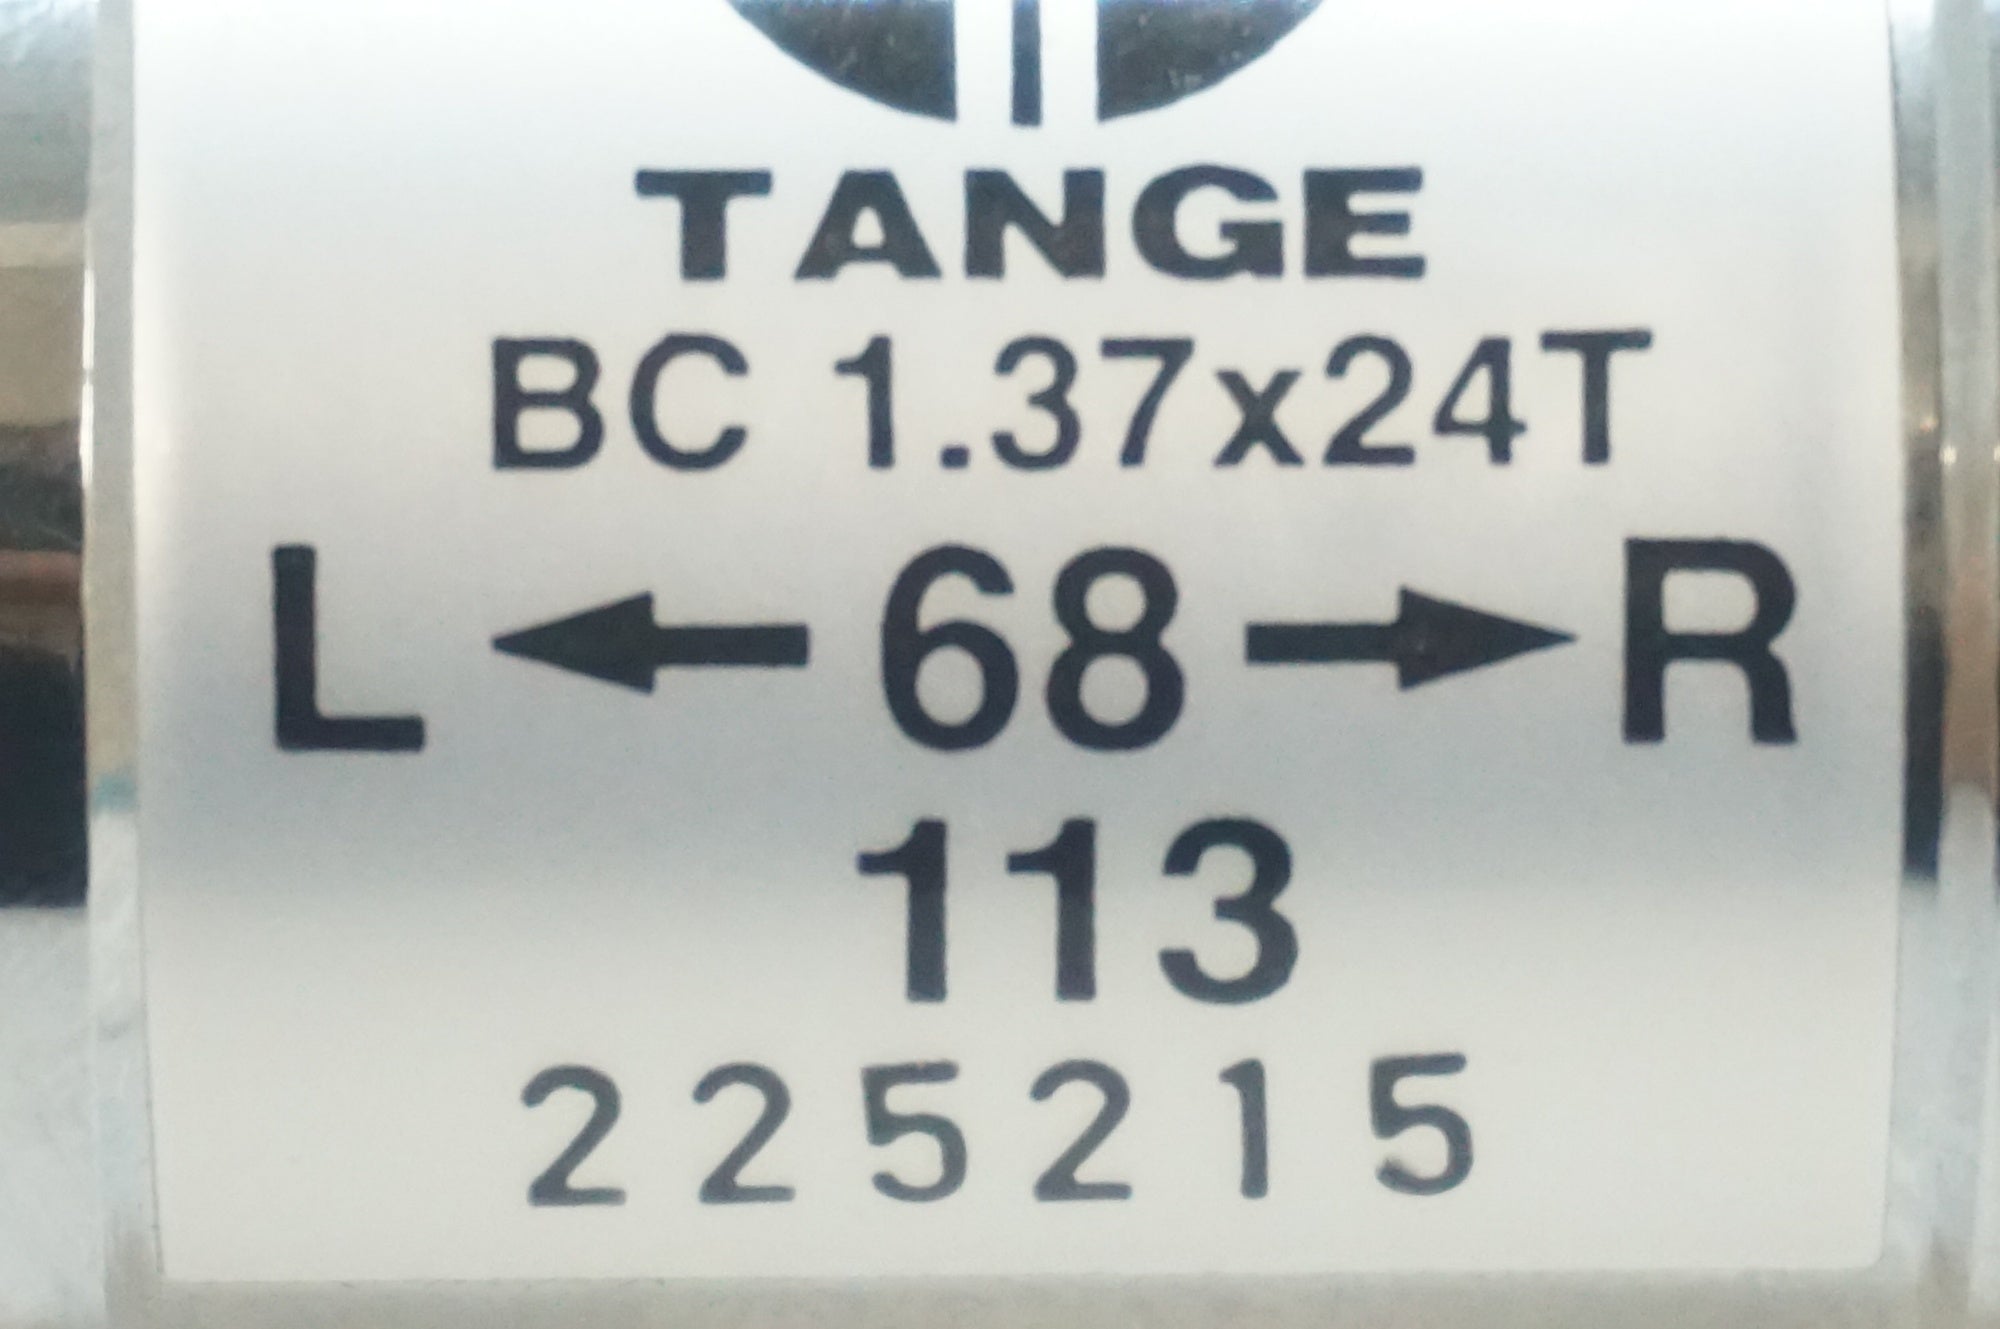 TANGE
BC 1.37x24T
L ← 68 → R
113
225215